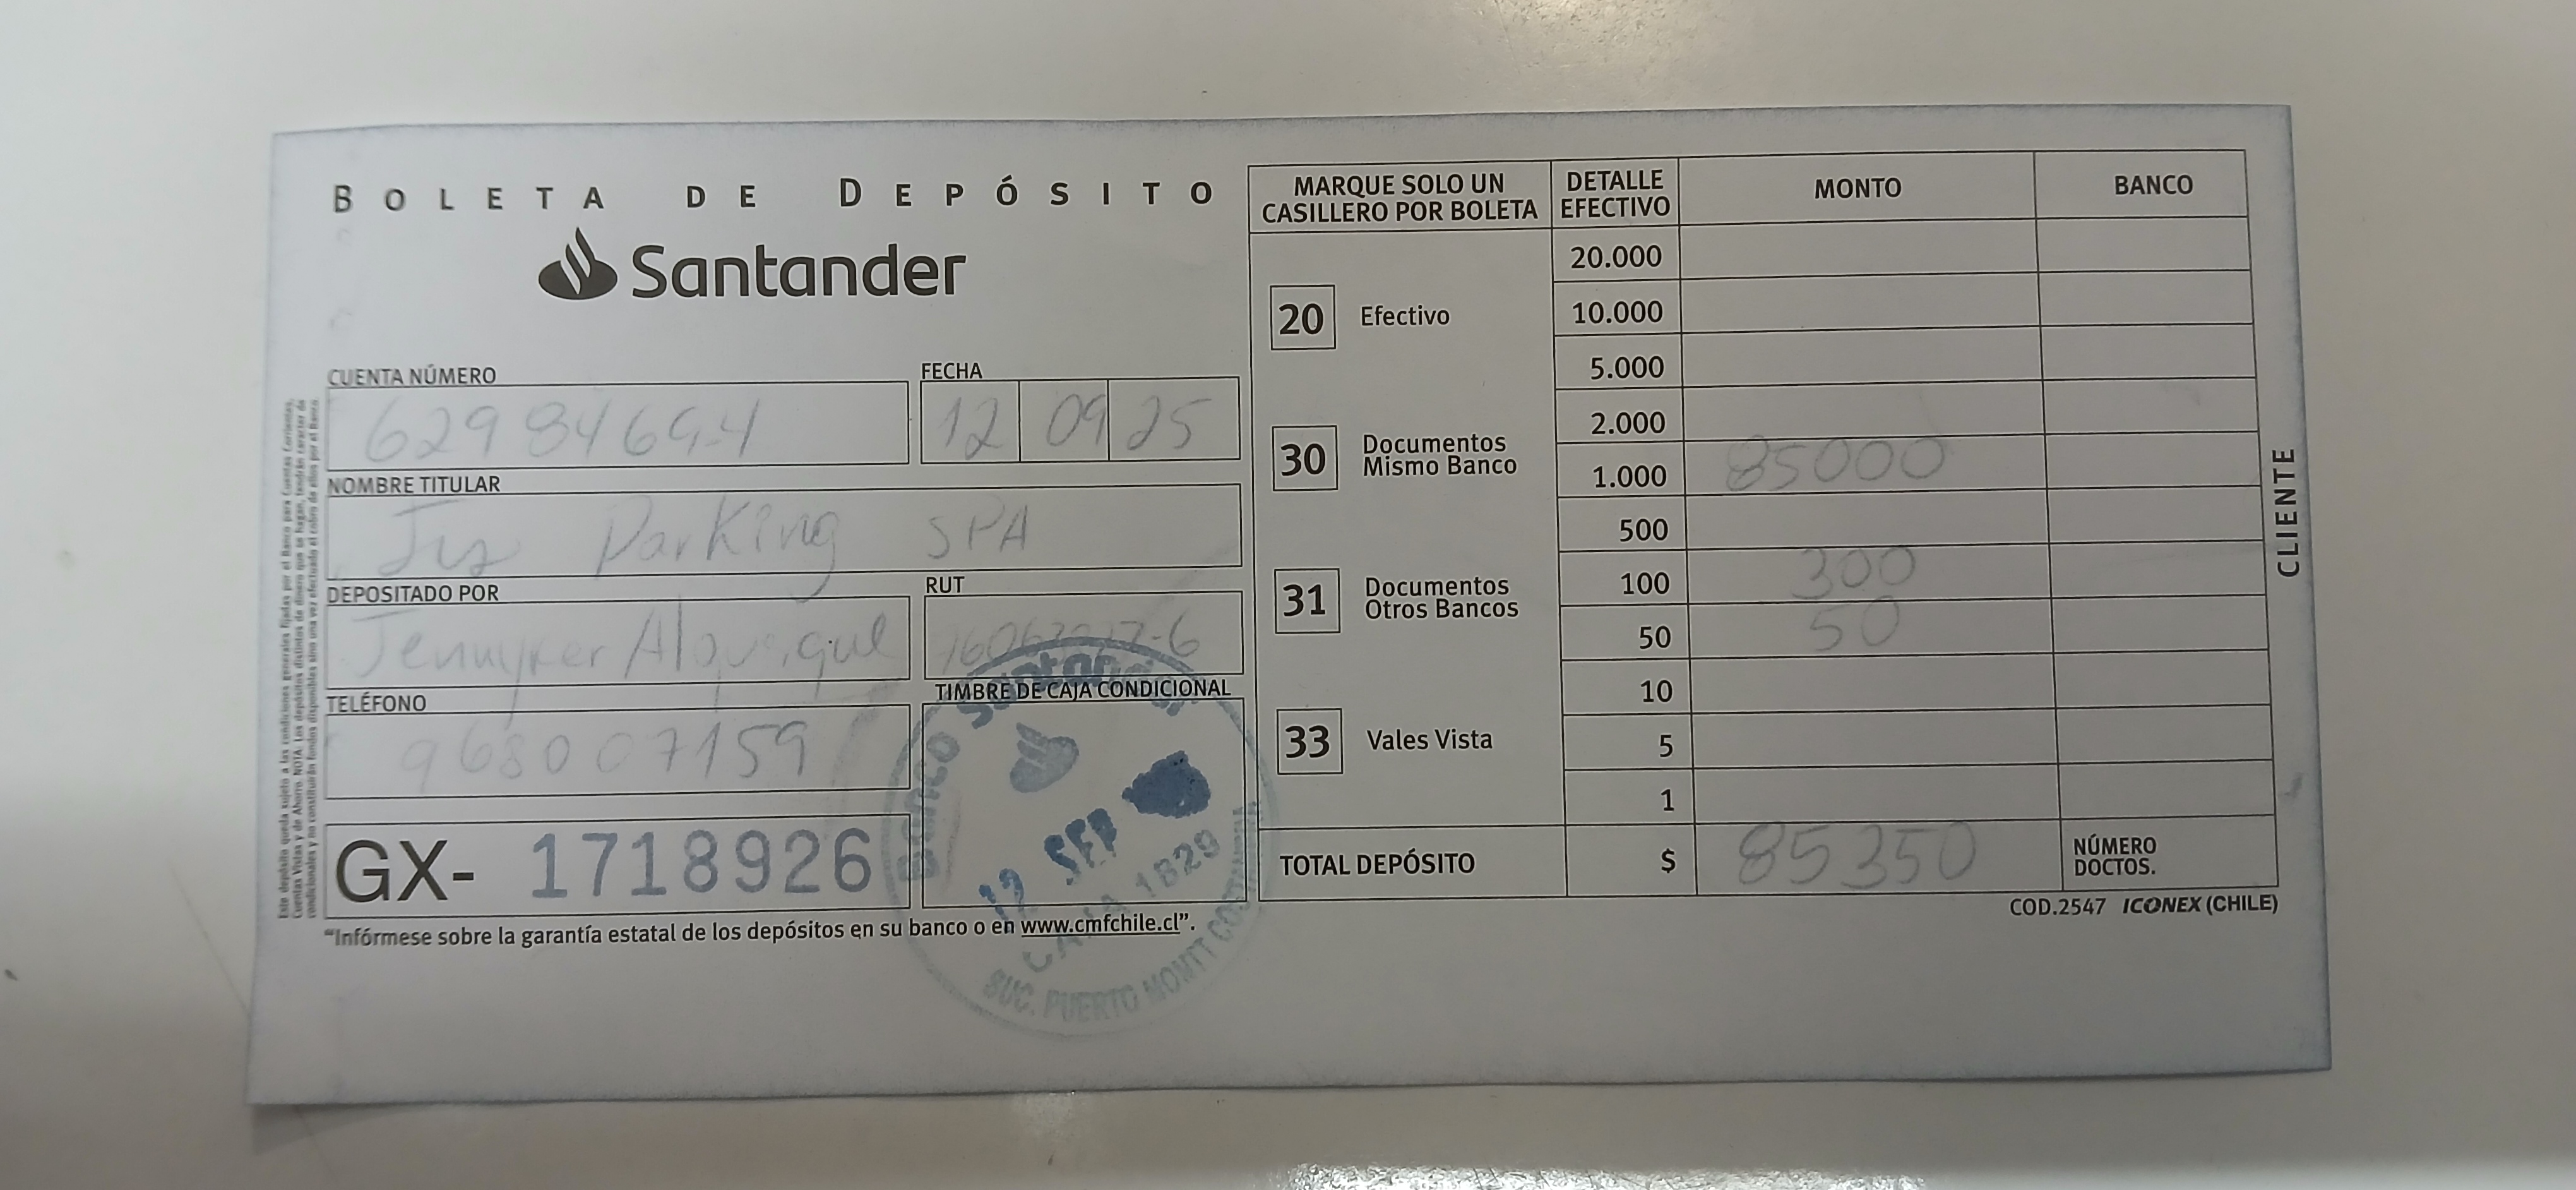 BOLETA DE DEPÓSITO
Santander
CUENTA NÚMERO
62984694
FECHA
12 09 25
NOMBRE TITULAR
Parking SPA
DEPOSITADO POR
RUT
TELÉFONO
968007159
TIMBRE DE CAJA CONDICIONAL
Banco Santander
12 SEP
CAJA 1829
SUC. PUERTO MONTT
GX- 1718926
"Infórmese sobre la garantía estatal de los depósitos en su banco o en www.cmfchile.cl".
MARQUE SOLO UN
CASILLERO POR BOLETA
20 Efectivo
30 Documentos
Mismo Banco
31 Documentos
Otros Bancos
33 Vales Vista
DETALLE
EFECTIVO
MONTO
BANCO
20.000
10.000
5.000
2.000
1.000 85000
500
100 300
50 50
10
5
1
TOTAL DEPÓSITO $ 85350
NÚMERO
DOCTOS.
COD.2547 ICONEX (CHILE)
CLIENTE